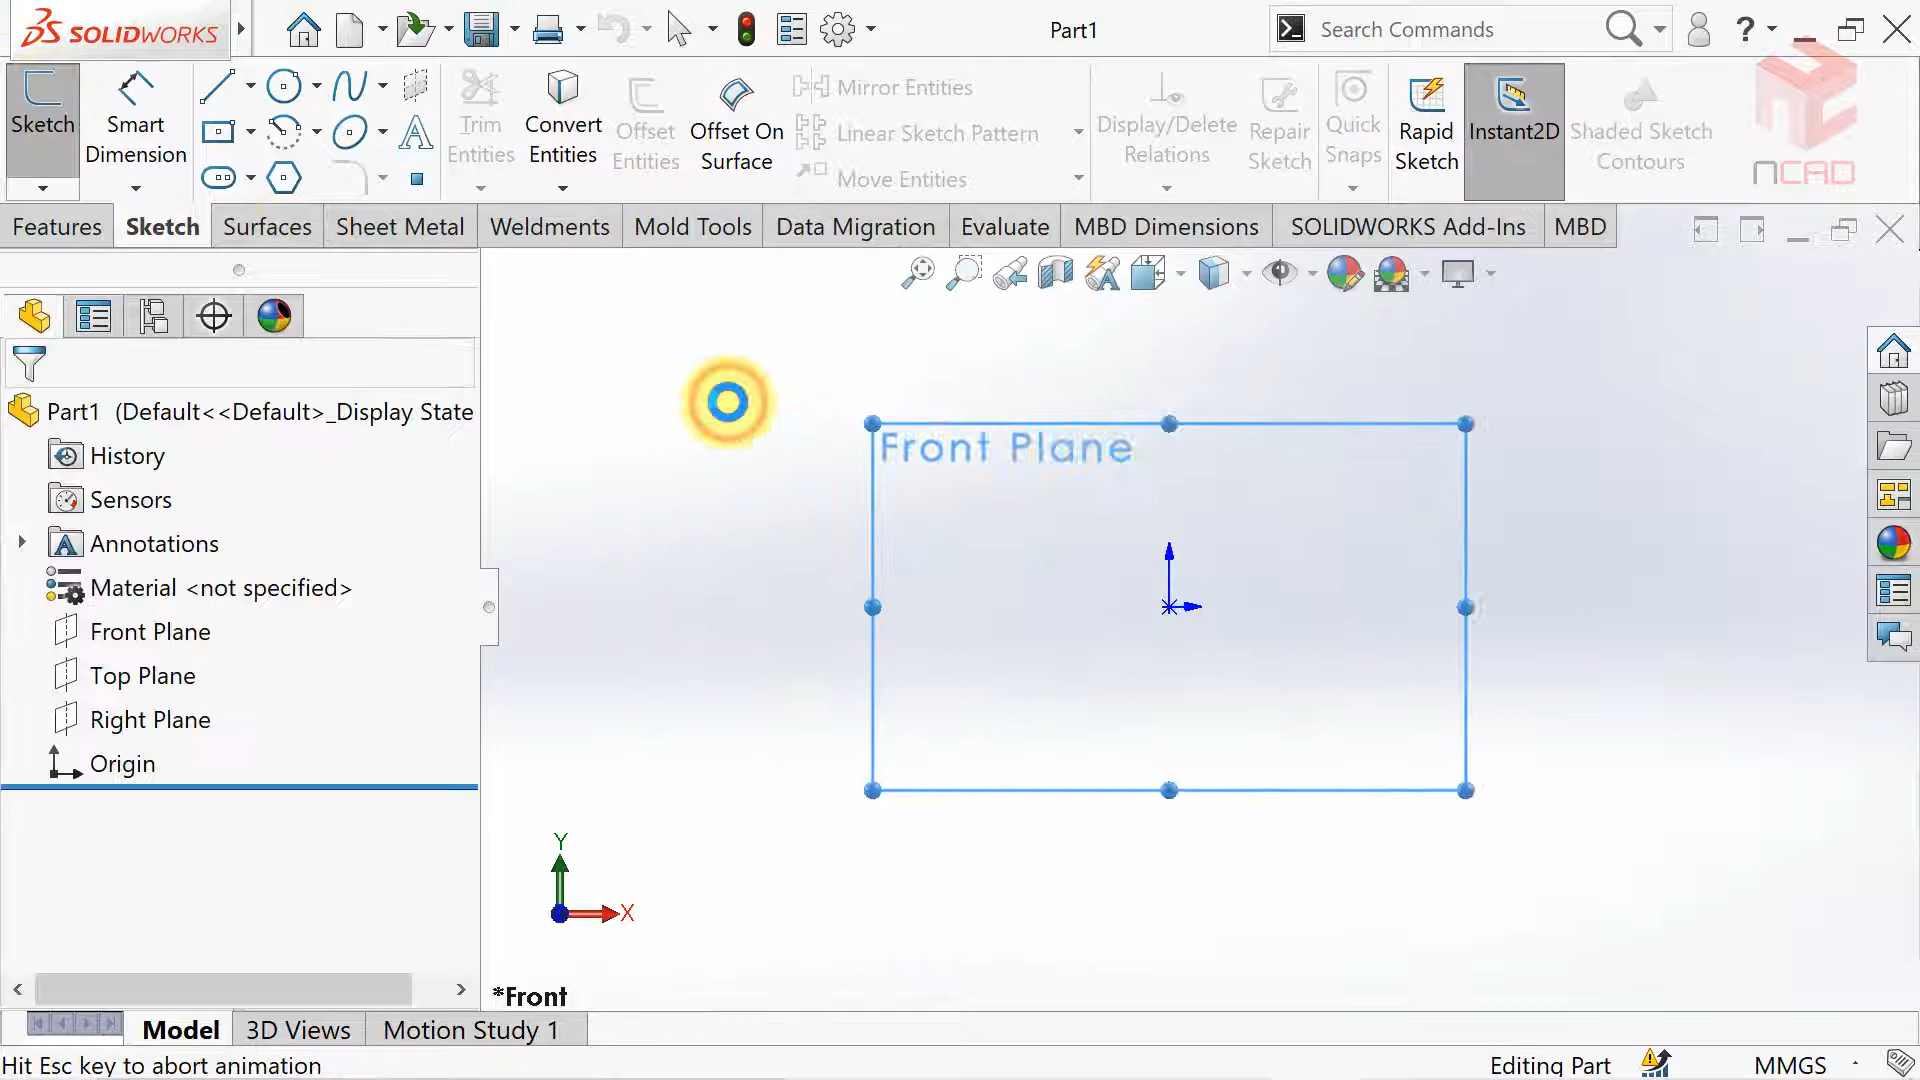 SOLIDWORKS
Part1
Search Commands
?
Sketch
Smart
Dimension
Trim
Entities
Convert
Entities
Offset
Entities
Offset On
Surface
Mirror Entities
Linear Sketch Pattern
Move Entities
Display/Delete
Relations
Repair
Sketch
Quick
Snaps
Rapid
Sketch
Instant2D
Shaded Sketch
Contours
NCAD
Features
Sketch
Surfaces
Sheet Metal
Weldments
Mold Tools
Data Migration
Evaluate
MBD Dimensions
SOLIDWORKS Add-Ins
MBD
Part1 (Default<<Default>_Display State
History
Sensors
Annotations
Material <not specified>
Front Plane
Top Plane
Right Plane
Origin
Front Plane
Y
X
*Front
Model
3D Views
Motion Study 1
Hit Esc key to abort animation
Editing Part
MMGS